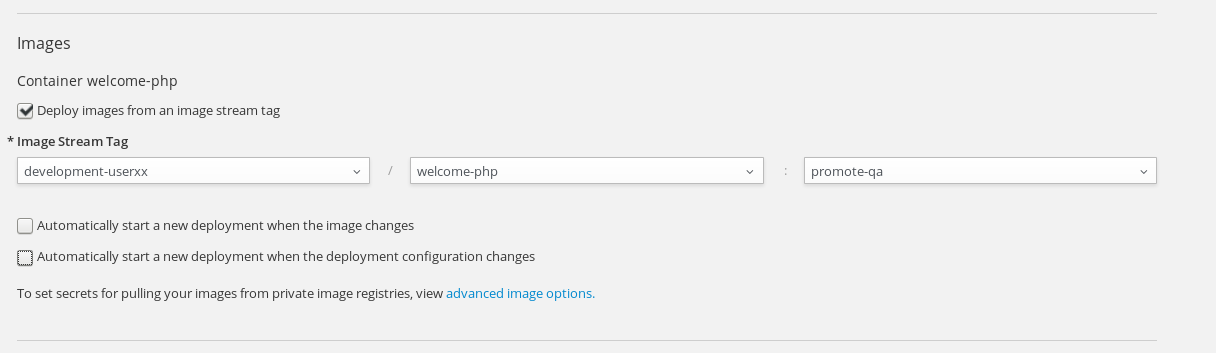 Images
Container welcome-php
Deploy images from an image stream tag
* Image Stream Tag
development-userxx / welcome-php : promote-qa
Automatically start a new deployment when the image changes
Automatically start a new deployment when the deployment configuration changes
To set secrets for pulling your images from private image registries, view advanced image options.